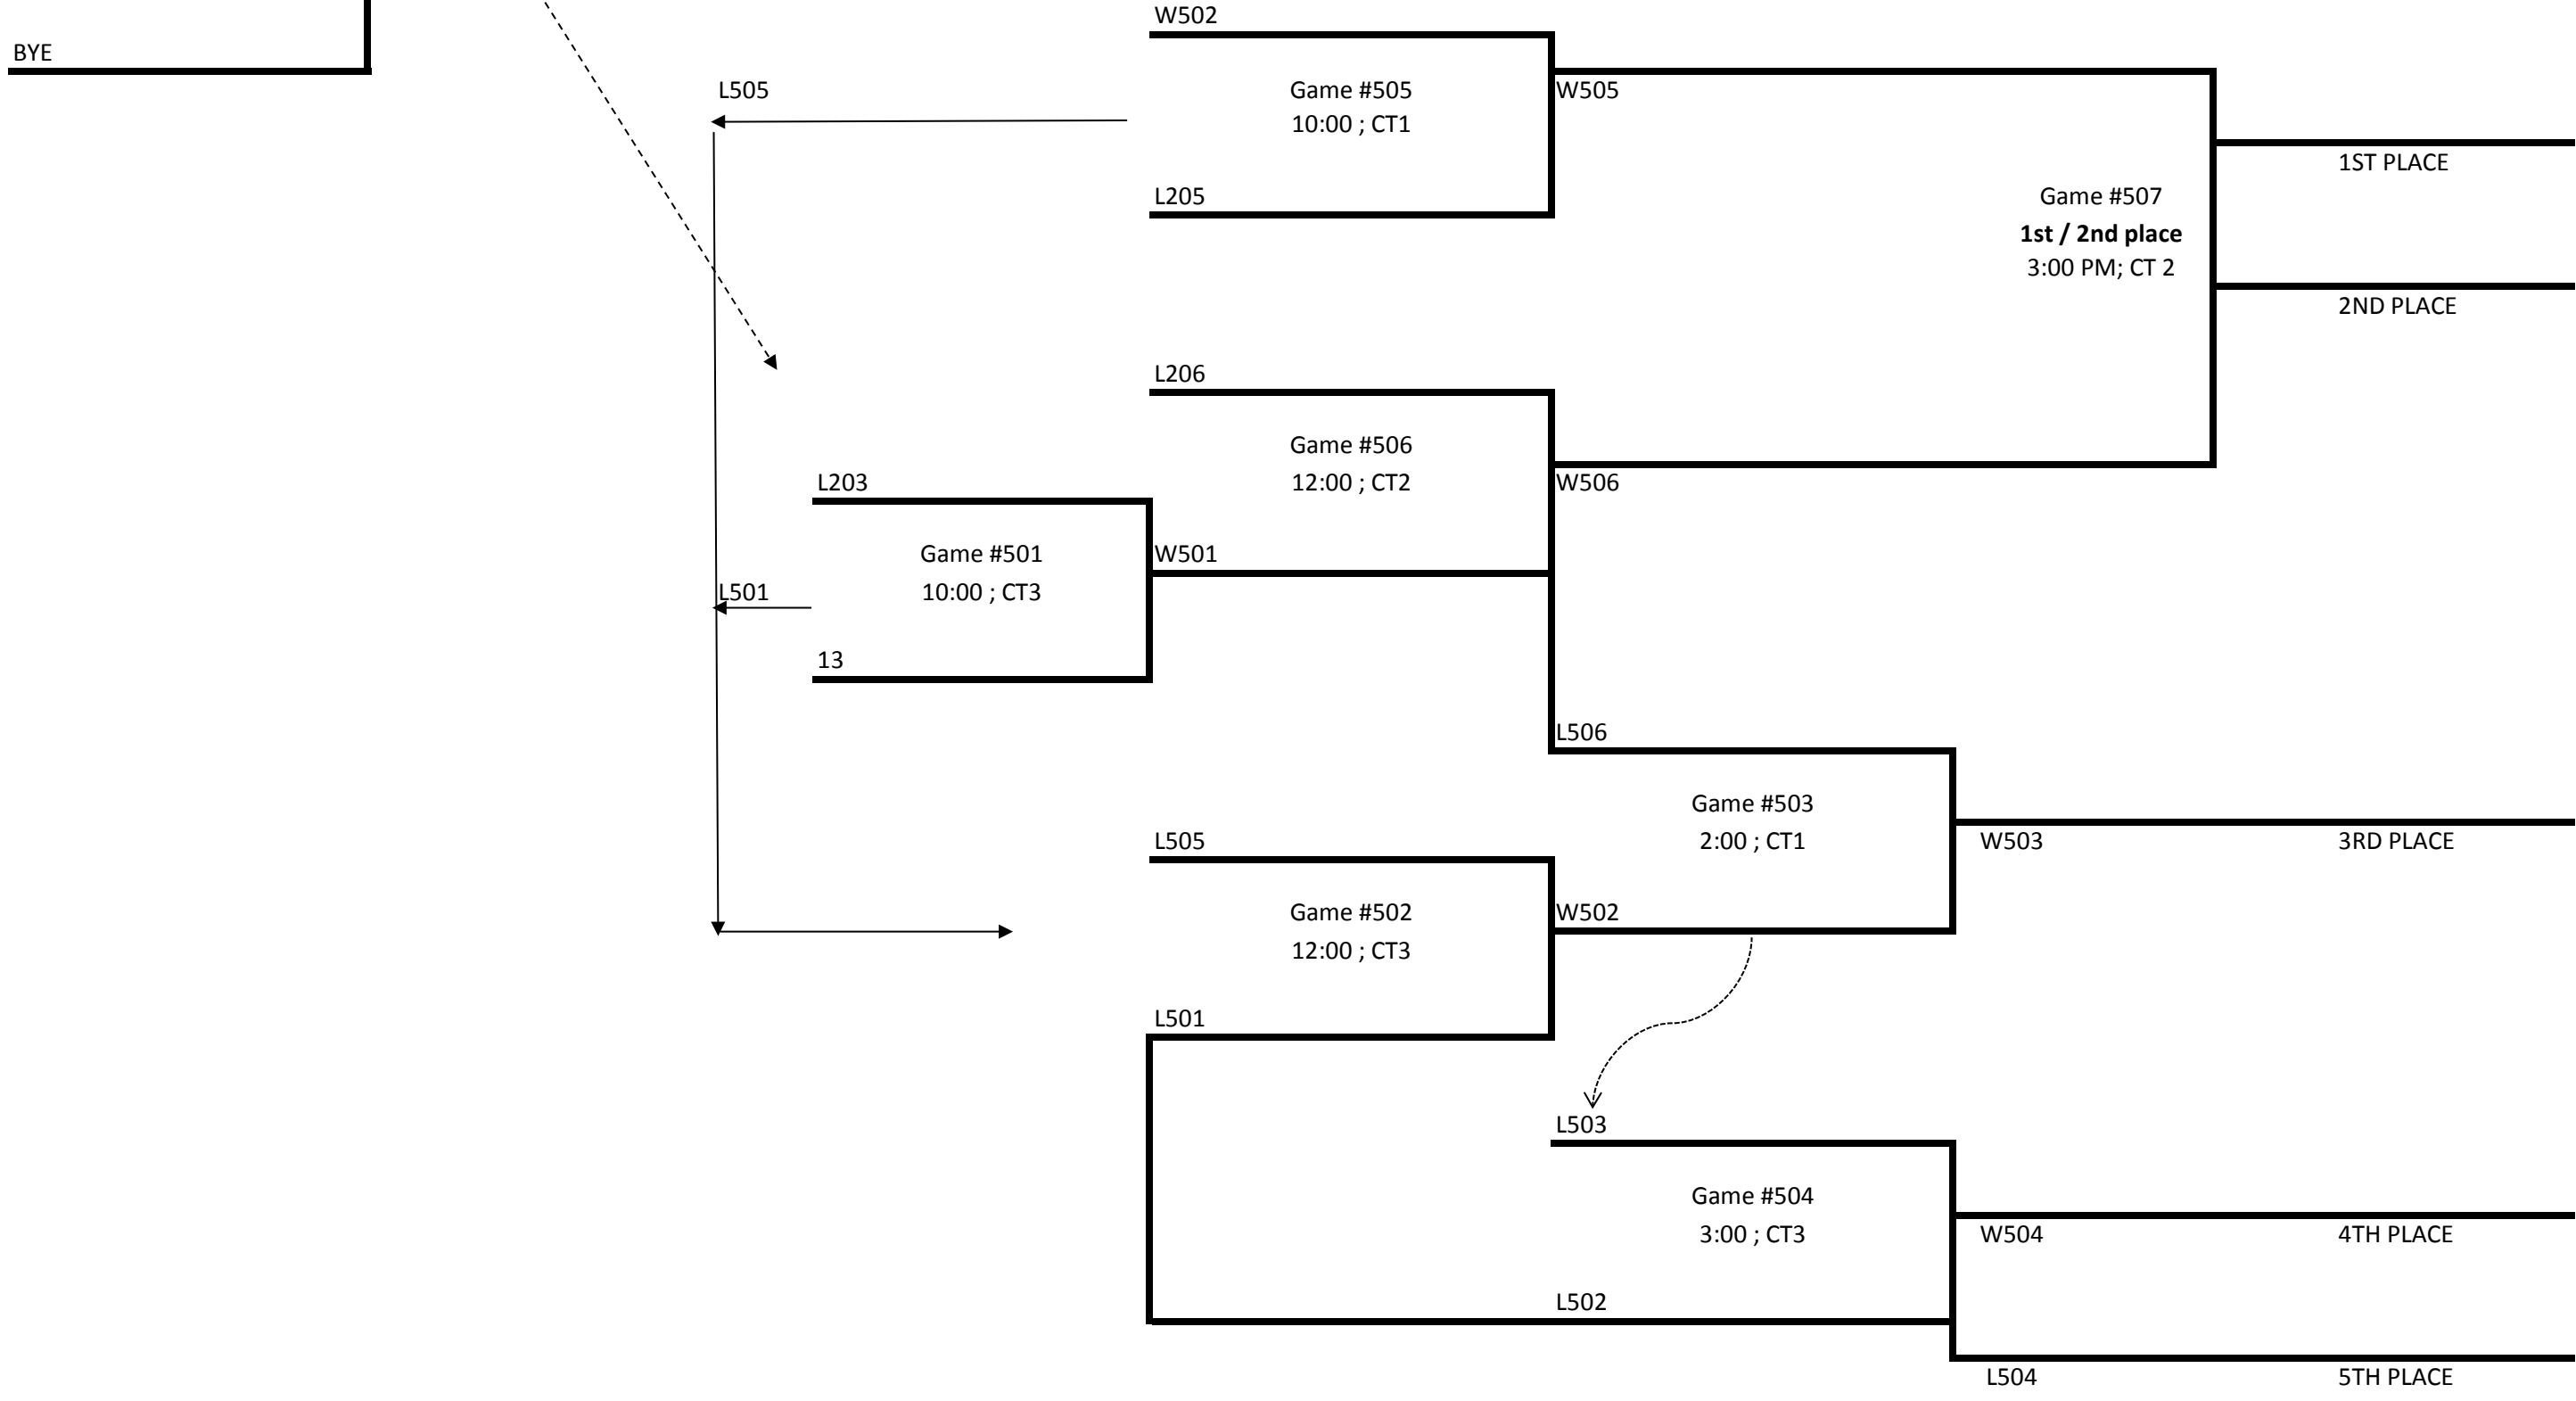 W502
BYE
L505
Game #505
W505
10:00 ; CT1
1ST PLACE
L205
Game #507
1st / 2nd place
3:00 PM; CT 2
2ND PLACE
L206
Game #506
12:00 ; CT2
L203
W506
Game #501
W501
L501
10:00 ; CT3
13
L506
Game #503
L505
2:00 ; CT1
W503
3RD PLACE
Game #502
W502
12:00 ; CT3
L501
L503
Game #504
3:00 ; CT3
W504
4TH PLACE
L502
L504
5TH PLACE